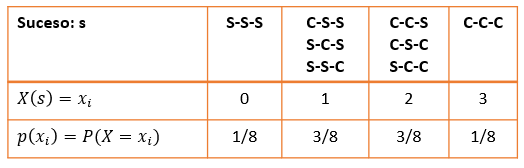 Suceso: s S-S-S C-S-S C-C-S C-C-C
S-C-S C-S-C
S-S-C S-C-C
X(s) = xᵢ 0 1 2 3
p(xᵢ) = P(X = xᵢ) 1/8 3/8 3/8 1/8